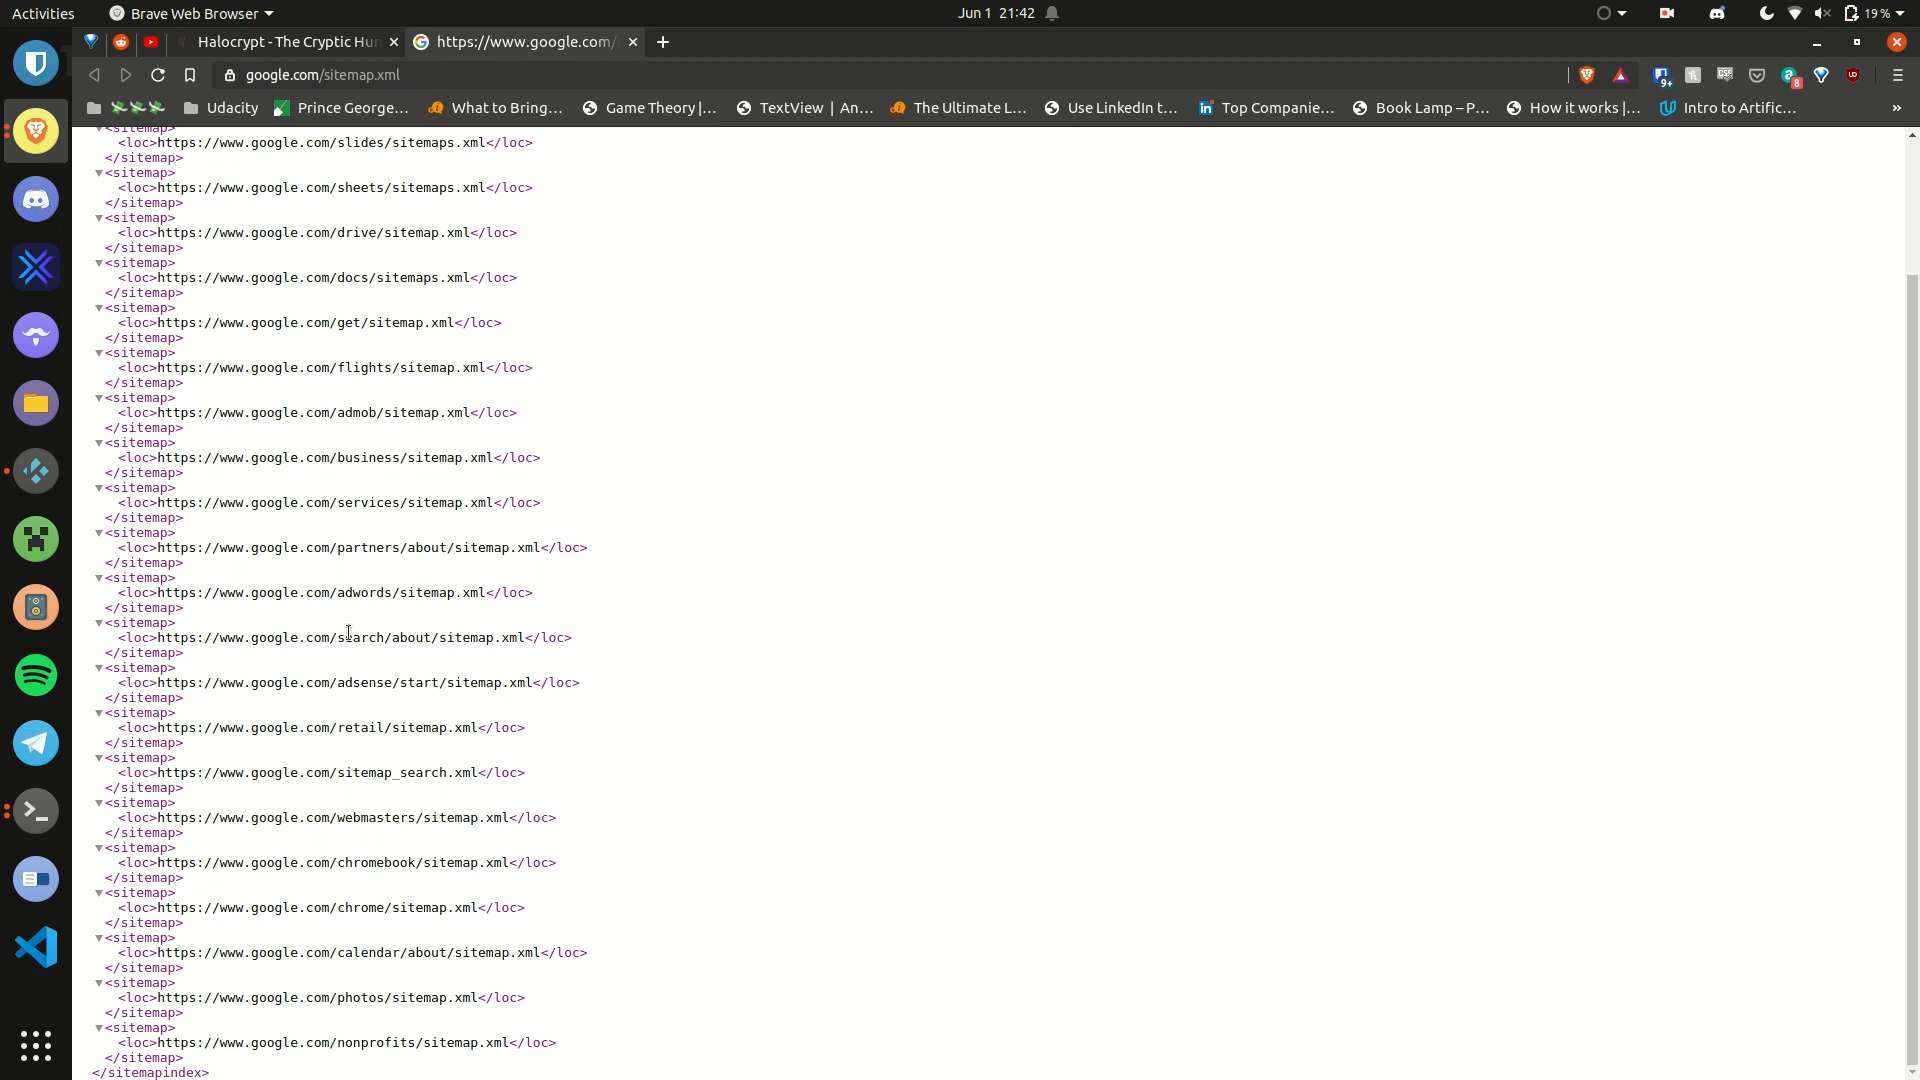 Activities Brave Web Browser Jun 1 21:42 19 %
Halocrypt - The Cryptic Hun https://www.google.com/
google.com/sitemap.xml 9+ CSS a 8
Udacity Prince George... What to Bring... Game Theory |... TextView | An... The Ultimate L... Use LinkedIn t... in Top Companie... Book Lamp – P... How it works |... Intro to Artific... »
<sitemap>
<loc>https://www.google.com/slides/sitemaps.xml</loc>
</sitemap>
▼<sitemap>
<loc>https://www.google.com/sheets/sitemaps.xml</loc>
</sitemap>
▼<sitemap>
<loc>https://www.google.com/drive/sitemap.xml</loc>
</sitemap>
▼<sitemap>
<loc>https://www.google.com/docs/sitemaps.xml</loc>
</sitemap>
▼<sitemap>
<loc>https://www.google.com/get/sitemap.xml</loc>
</sitemap>
▼<sitemap>
<loc>https://www.google.com/flights/sitemap.xml</loc>
</sitemap>
▼<sitemap>
<loc>https://www.google.com/admob/sitemap.xml</loc>
</sitemap>
▼<sitemap>
<loc>https://www.google.com/business/sitemap.xml</loc>
</sitemap>
▼<sitemap>
<loc>https://www.google.com/services/sitemap.xml</loc>
</sitemap>
▼<sitemap>
<loc>https://www.google.com/partners/about/sitemap.xml</loc>
</sitemap>
▼<sitemap>
<loc>https://www.google.com/adwords/sitemap.xml</loc>
</sitemap>
▼<sitemap>
<loc>https://www.google.com/search/about/sitemap.xml</loc>
</sitemap>
▼<sitemap>
<loc>https://www.google.com/adsense/start/sitemap.xml</loc>
</sitemap>
▼<sitemap>
<loc>https://www.google.com/retail/sitemap.xml</loc>
</sitemap>
▼<sitemap>
<loc>https://www.google.com/sitemap_search.xml</loc>
</sitemap>
▼<sitemap>
<loc>https://www.google.com/webmasters/sitemap.xml</loc>
</sitemap>
▼<sitemap>
<loc>https://www.google.com/chromebook/sitemap.xml</loc>
</sitemap>
▼<sitemap>
<loc>https://www.google.com/chrome/sitemap.xml</loc>
</sitemap>
▼<sitemap>
<loc>https://www.google.com/calendar/about/sitemap.xml</loc>
</sitemap>
▼<sitemap>
<loc>https://www.google.com/photos/sitemap.xml</loc>
</sitemap>
▼<sitemap>
<loc>https://www.google.com/nonprofits/sitemap.xml</loc>
</sitemap>
</sitemapindex>